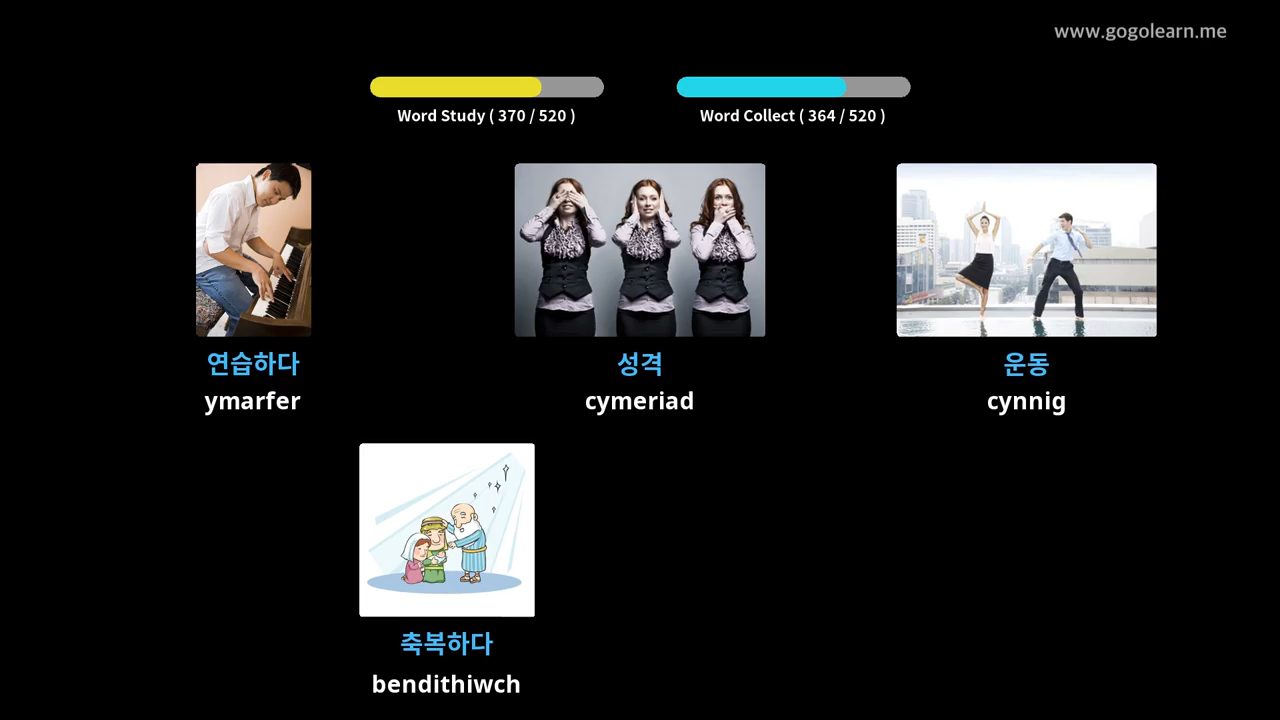 www.gogolearn.me
Word Study ( 370 / 520 )
Word Collect ( 364 / 520 )
연습하다
ymarfer
성격
cymeriad
운동
cynnig
축복하다
bendithiwch